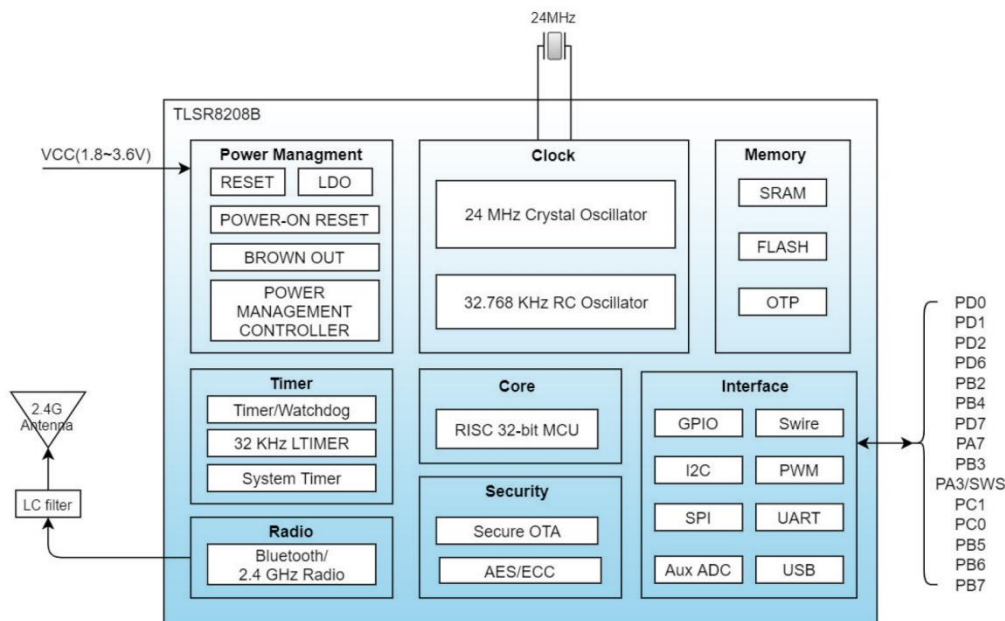 24MHz
TLSR8208B
VCC(1.8~3.6V)
Power Managment
RESET
LDO
POWER-ON RESET
BROWN OUT
POWER
MANAGEMENT
CONTROLLER
Clock
24 MHz Crystal Oscillator
32.768 KHz RC Oscillator
Memory
SRAM
FLASH
OTP
Timer
Timer/Watchdog
32 KHz LTIMER
System Timer
Core
RISC 32-bit MCU
Interface
GPIO
Swire
I2C
PWM
SPI
UART
Aux ADC
USB
Security
Secure OTA
AES/ECC
Radio
Bluetooth/
2.4 GHz Radio
2.4G
Antenna
LC filter
PD0
PD1
PD2
PD6
PB2
PB4
PD7
PA7
PB3
PA3/SWS
PC1
PC0
PB5
PB6
PB7